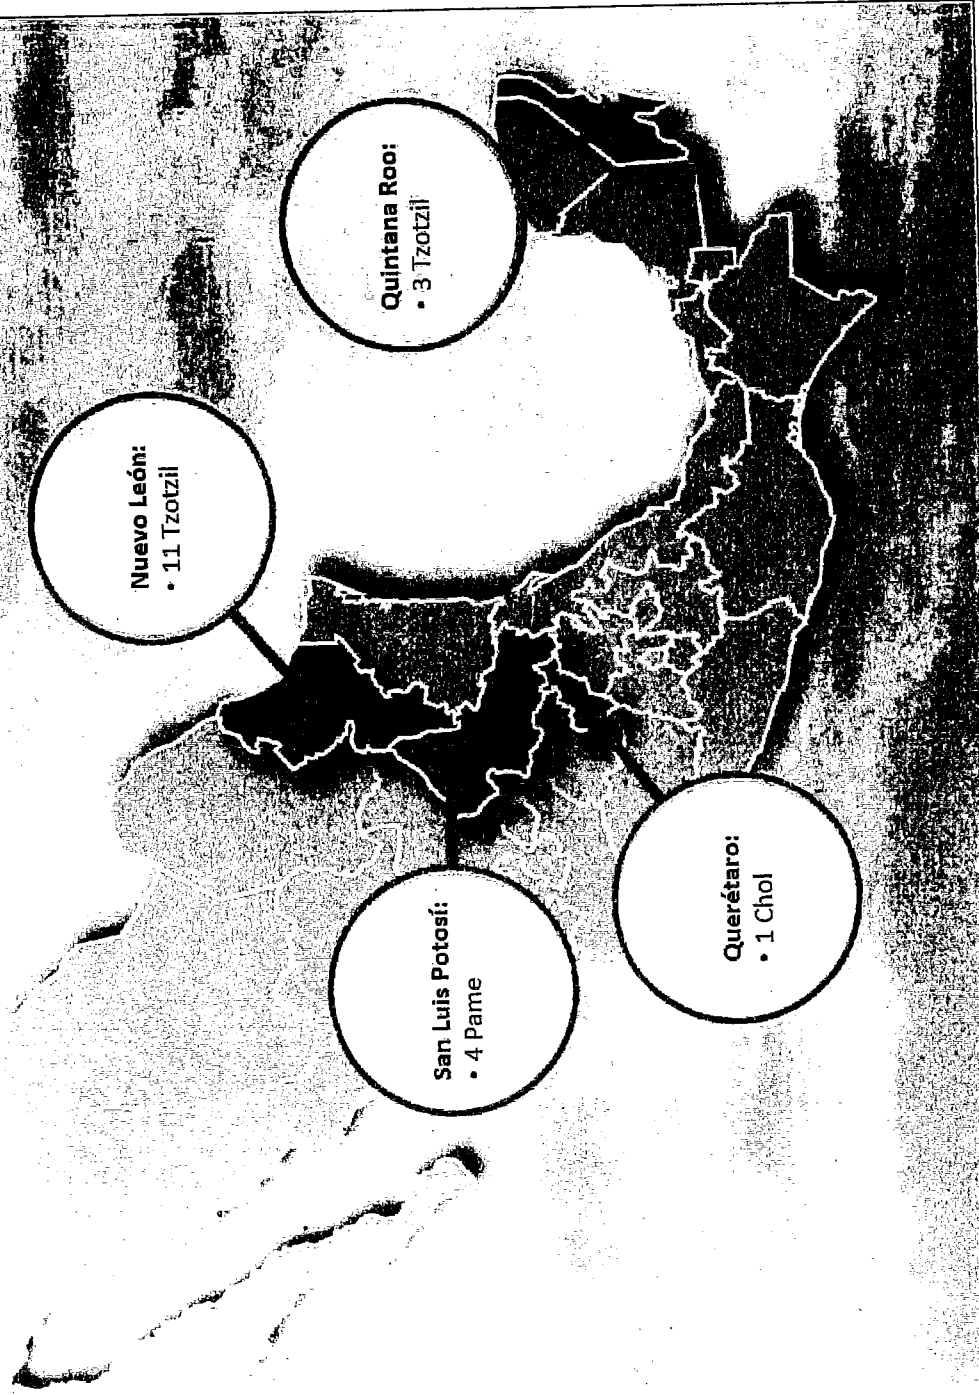 Nuevo León:
• 11 Tzotzil
Quintana Roo:
• 3 Tzotzil
San Luis Potosí:
• 4 Pame
Querétaro:
• 1 Chol